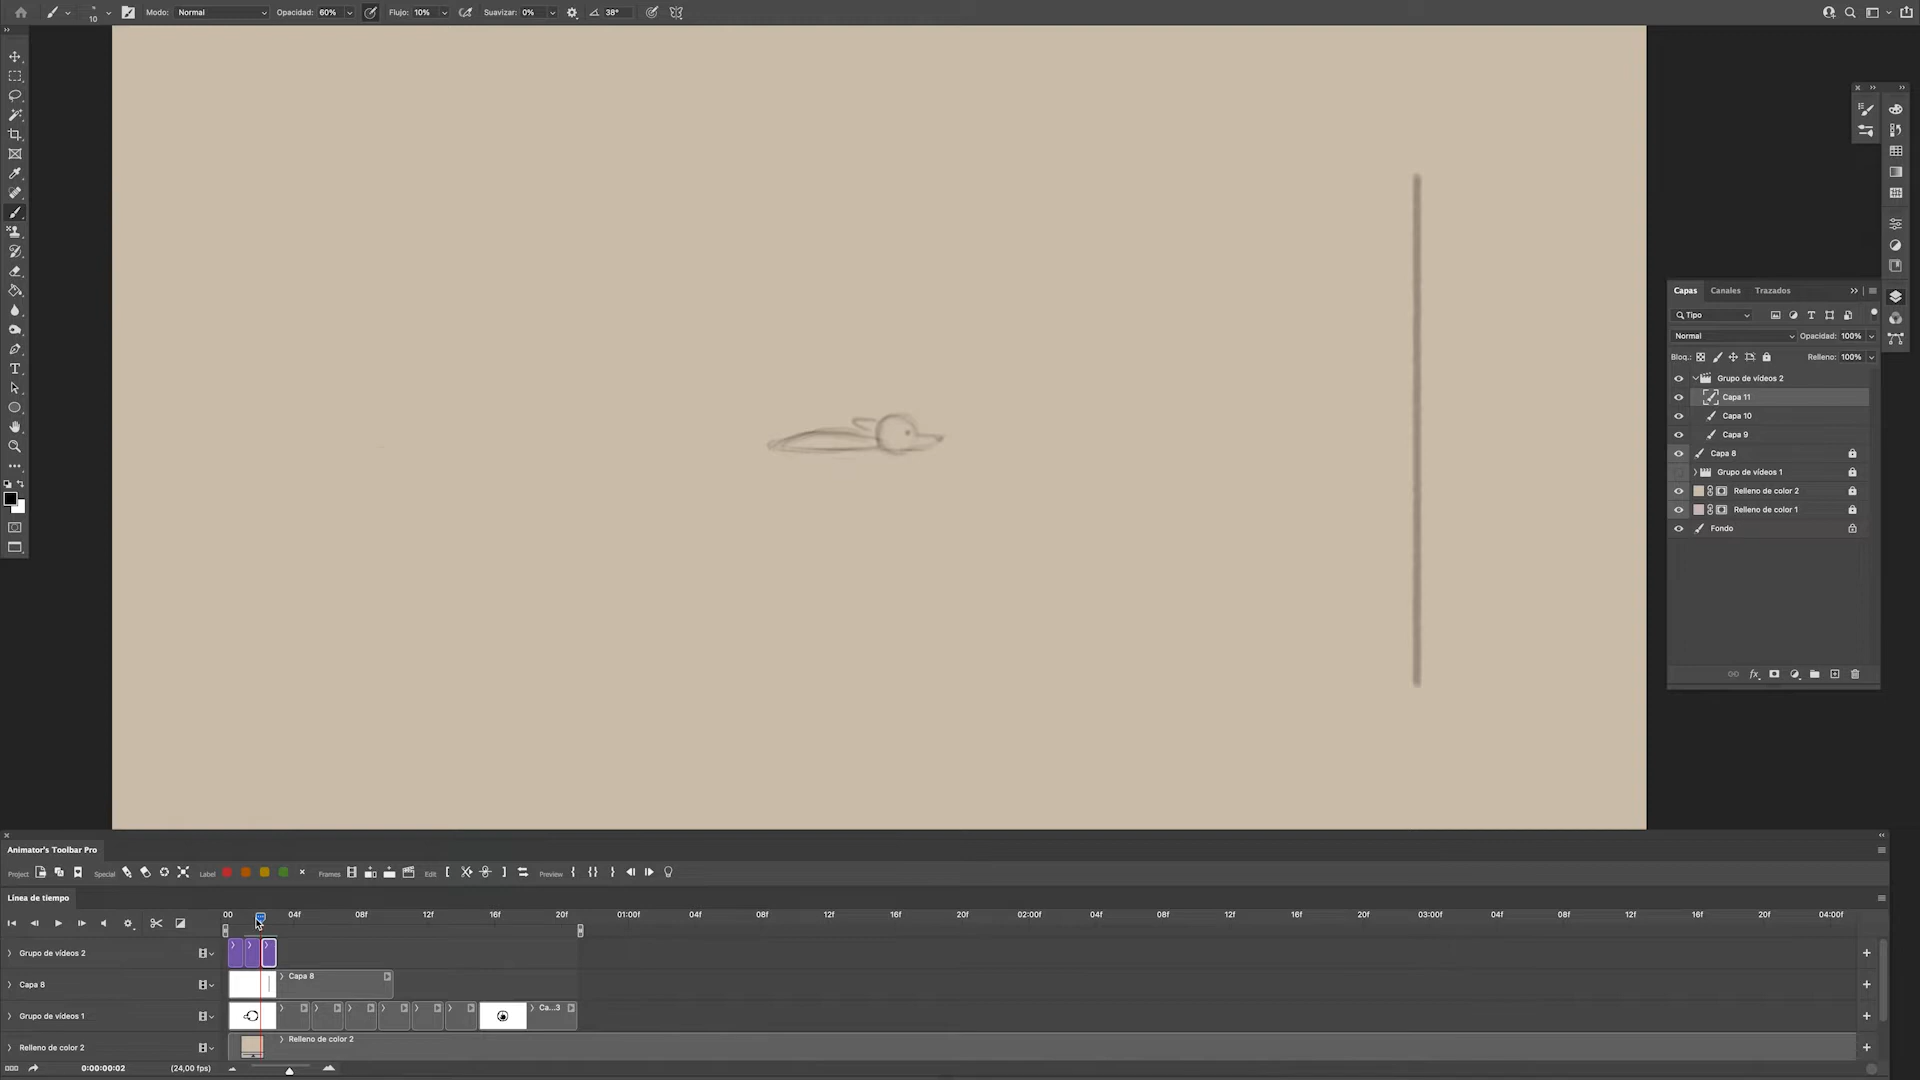 10 Modo: Normal Opacidad: 60% Flujo: 10% Suavizar: 0% 38°
Capas Canales Trazados
Tipo
Normal Opacidad: 100%
Bloq.: Relleno: 100%
Grupo de vídeos 2
Capa 11
Capa 10
Capa 9
Capa 8
Grupo de vídeos 1
Relleno de color 2
Relleno de color 1
Fondo
Animator's Toolbar Pro
Project Special Label Frames Edit Preview
Línea de tiempo
00 04f 08f 12f 16f 20f 01:00f 04f 08f 12f 16f 20f 02:00f 04f 08f 12f 16f 20f 03:00f 04f 08f 12f 16f 20f 04:00f
Grupo de vídeos 2
Capa 8 Capa 8
Grupo de vídeos 1 Ca...3
Relleno de color 2 Relleno de color 2
0:00:00:02 (24,00 fps)